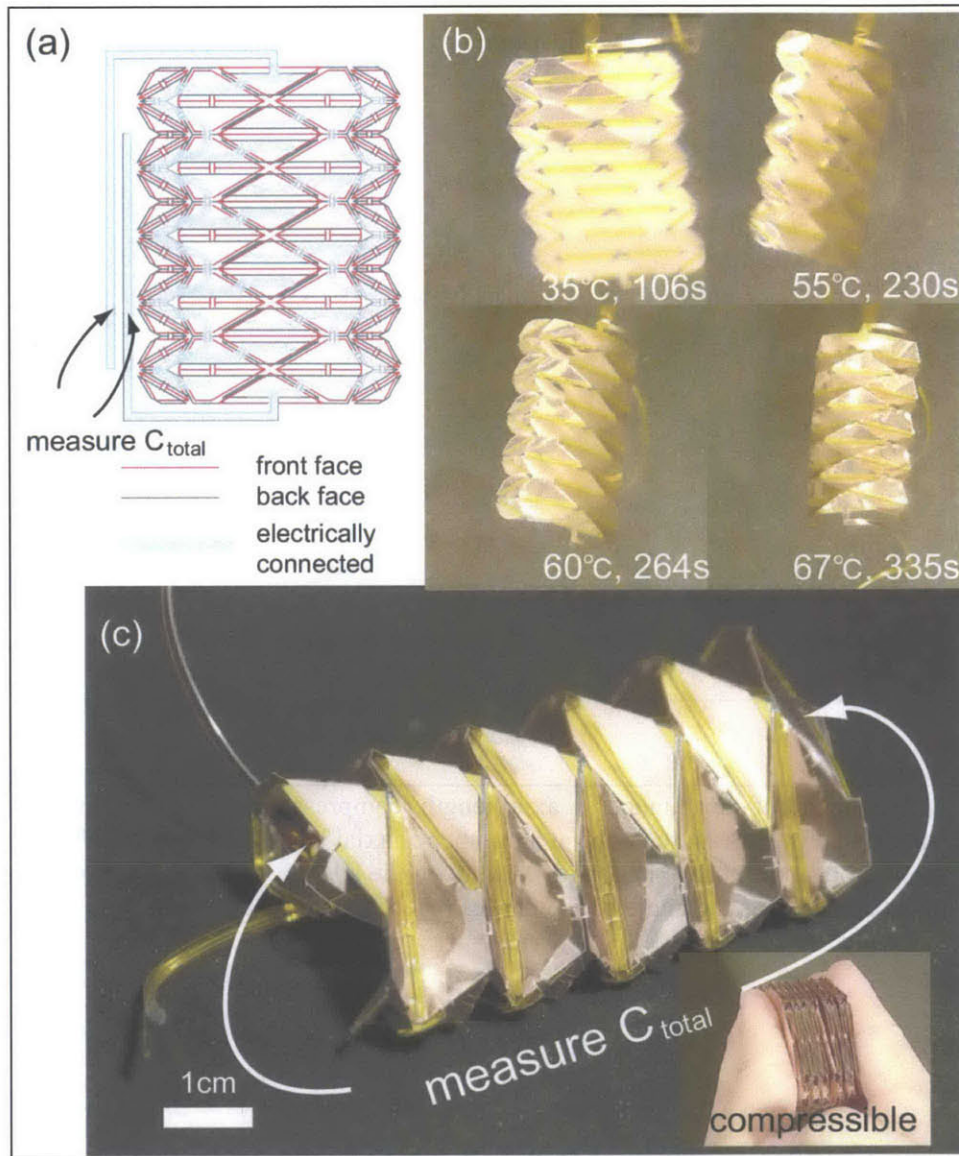 (a)
measure C_total
front face
back face
electrically
connected
(b)
35℃, 106s
55℃, 230s
60℃, 264s
67℃, 335s
(c)
measure C_total
1cm
compressible